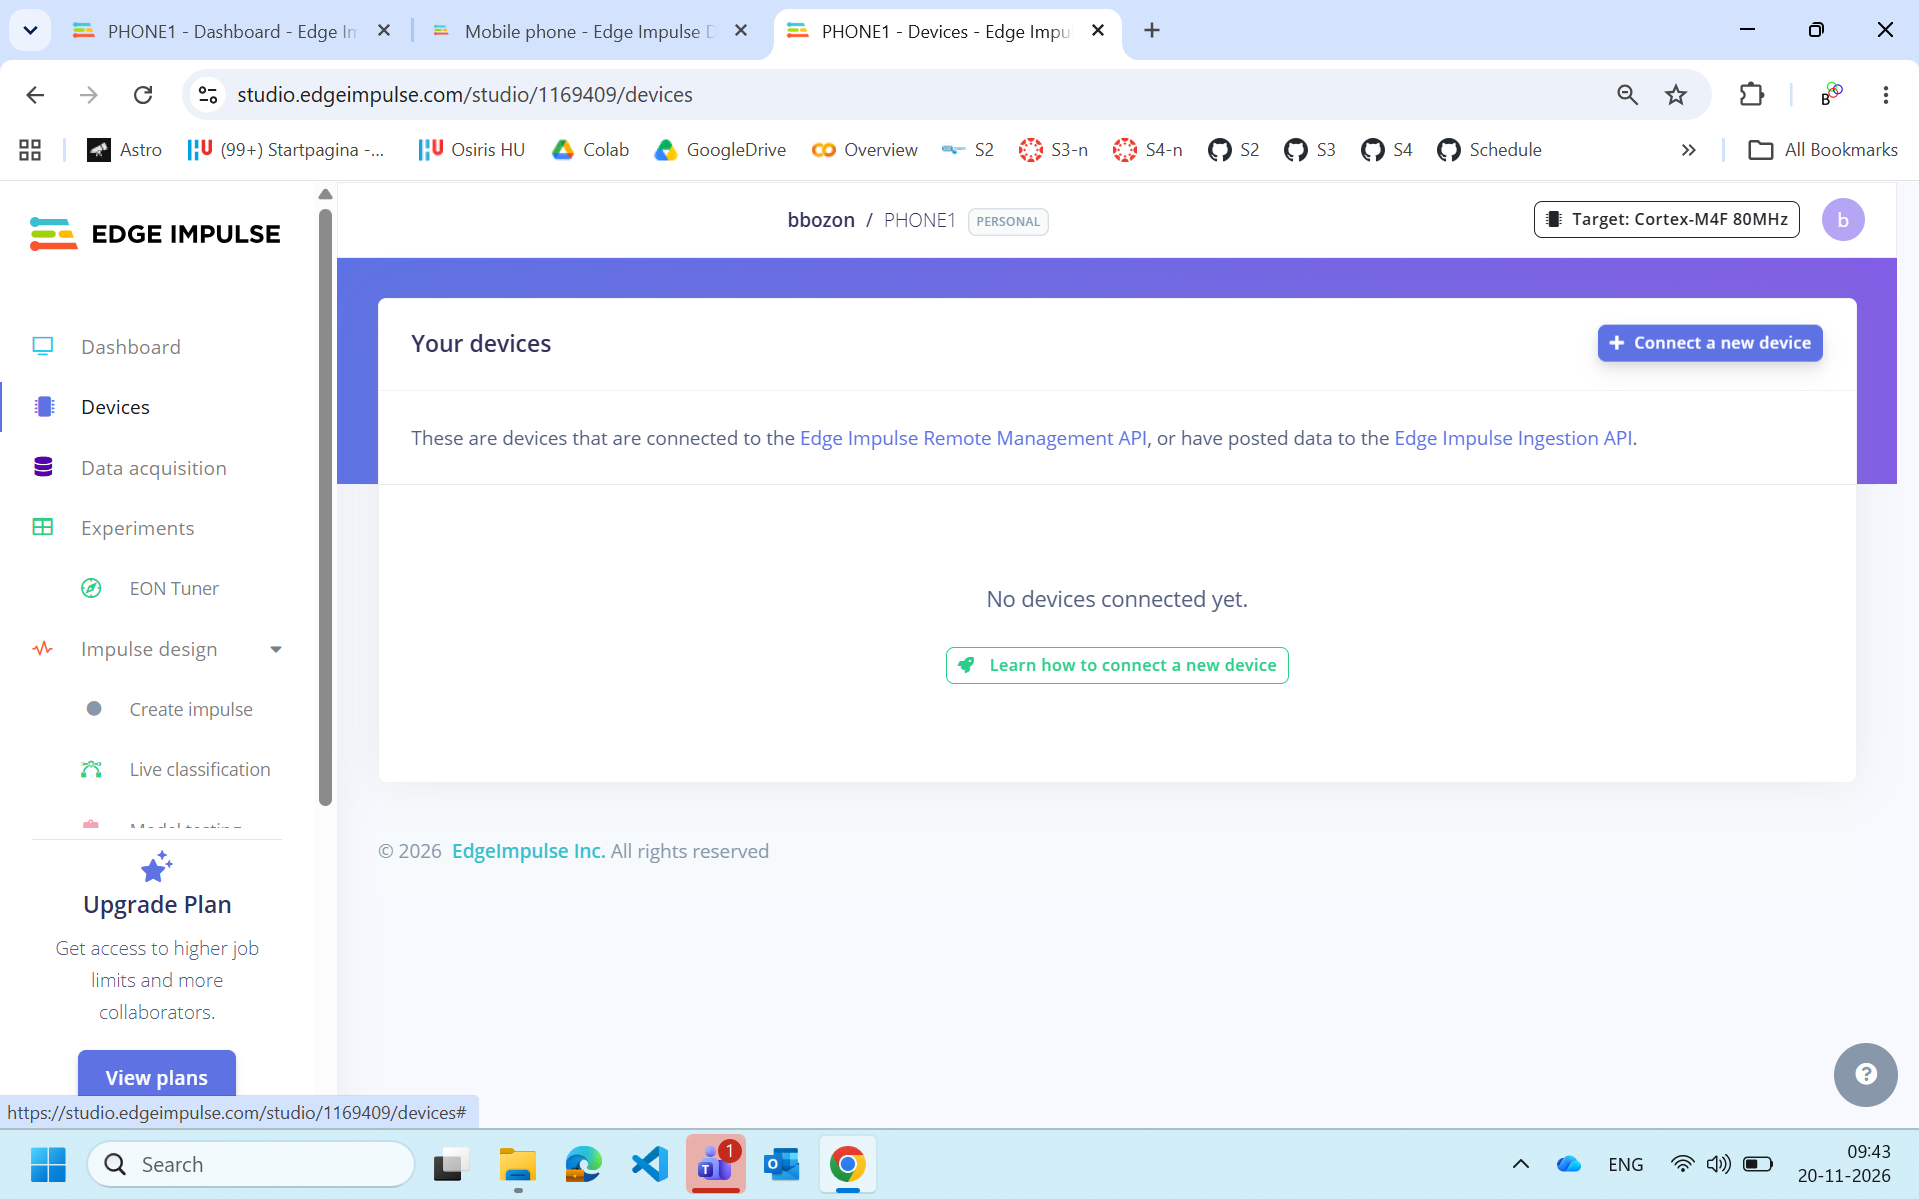 PHONE1 - Dashboard - Edge Im
Mobile phone - Edge Impulse D
PHONE1 - Devices - Edge Impu
studio.edgeimpulse.com/studio/1169409/devices
B
Astro
(99+) Startpagina -...
Osiris HU
Colab
GoogleDrive
Overview
S2
S3-n
S4-n
S2
S3
S4
Schedule
All Bookmarks
EDGE IMPULSE
bbozon / PHONE1 PERSONAL
Target: Cortex-M4F 80MHz
b
Dashboard
Devices
Data acquisition
Experiments
EON Tuner
Impulse design
Create impulse
Live classification
Model testing
Upgrade Plan
Get access to higher job
limits and more
collaborators.
View plans
Your devices
+ Connect a new device
These are devices that are connected to the Edge Impulse Remote Management API, or have posted data to the Edge Impulse Ingestion API.
No devices connected yet.
Learn how to connect a new device
© 2026 EdgeImpulse Inc. All rights reserved
?
https://studio.edgeimpulse.com/studio/1169409/devices#
Search
1
ENG
09:43
20-11-2026